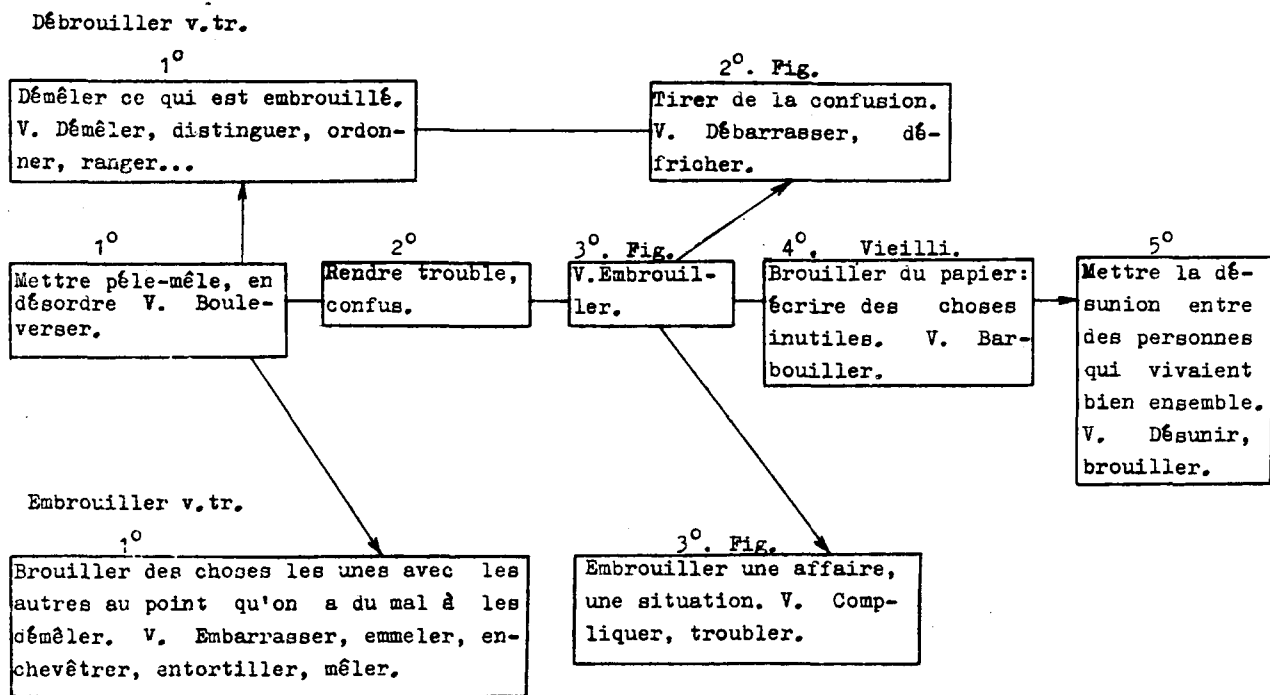 Débrouiller v.tr.
1°
Démêler ce qui est embrouillé.
V. Démêler, distinguer, ordon-
ner, ranger...
2°. Fig.
Tirer de la confusion.
V. Débarrasser, dé-
fricher.
1°
Mettre péle-mêle, en
désordre V. Boule-
verser.
2°
Rendre trouble,
confus.
3°. Fig.
V.Embrouil-
ler.
4°. Vieilli.
Brouiller du papier:
écrire des choses
inutiles. V. Bar-
bouiller.
5°
Mettre la dé-
sunion entre
des personnes
qui vivaient
bien ensemble.
V. Désunir,
brouiller.
Embrouiller v.tr.
1°
Brouiller des choses les unes avec les
autres au point qu'on a du mal à les
démêler. V. Embarrasser, emmeler, en-
chevêtrer, entortiller, mêler.
3°. Fig.
Embrouiller une affaire,
une situation. V. Comp-
liquer, troubler.